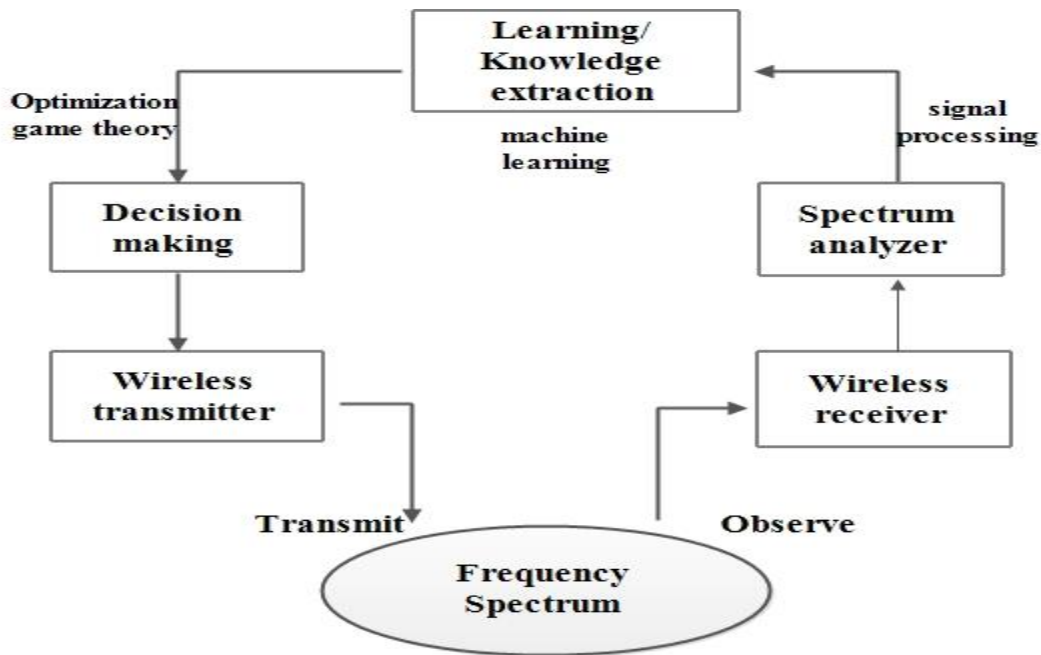 Learning/
Knowledge
extraction
Optimization
game theory
machine
learning
signal
processing
Decision
making
Spectrum
analyzer
Wireless
transmitter
Wireless
receiver
Transmit
Observe
Frequency
Spectrum